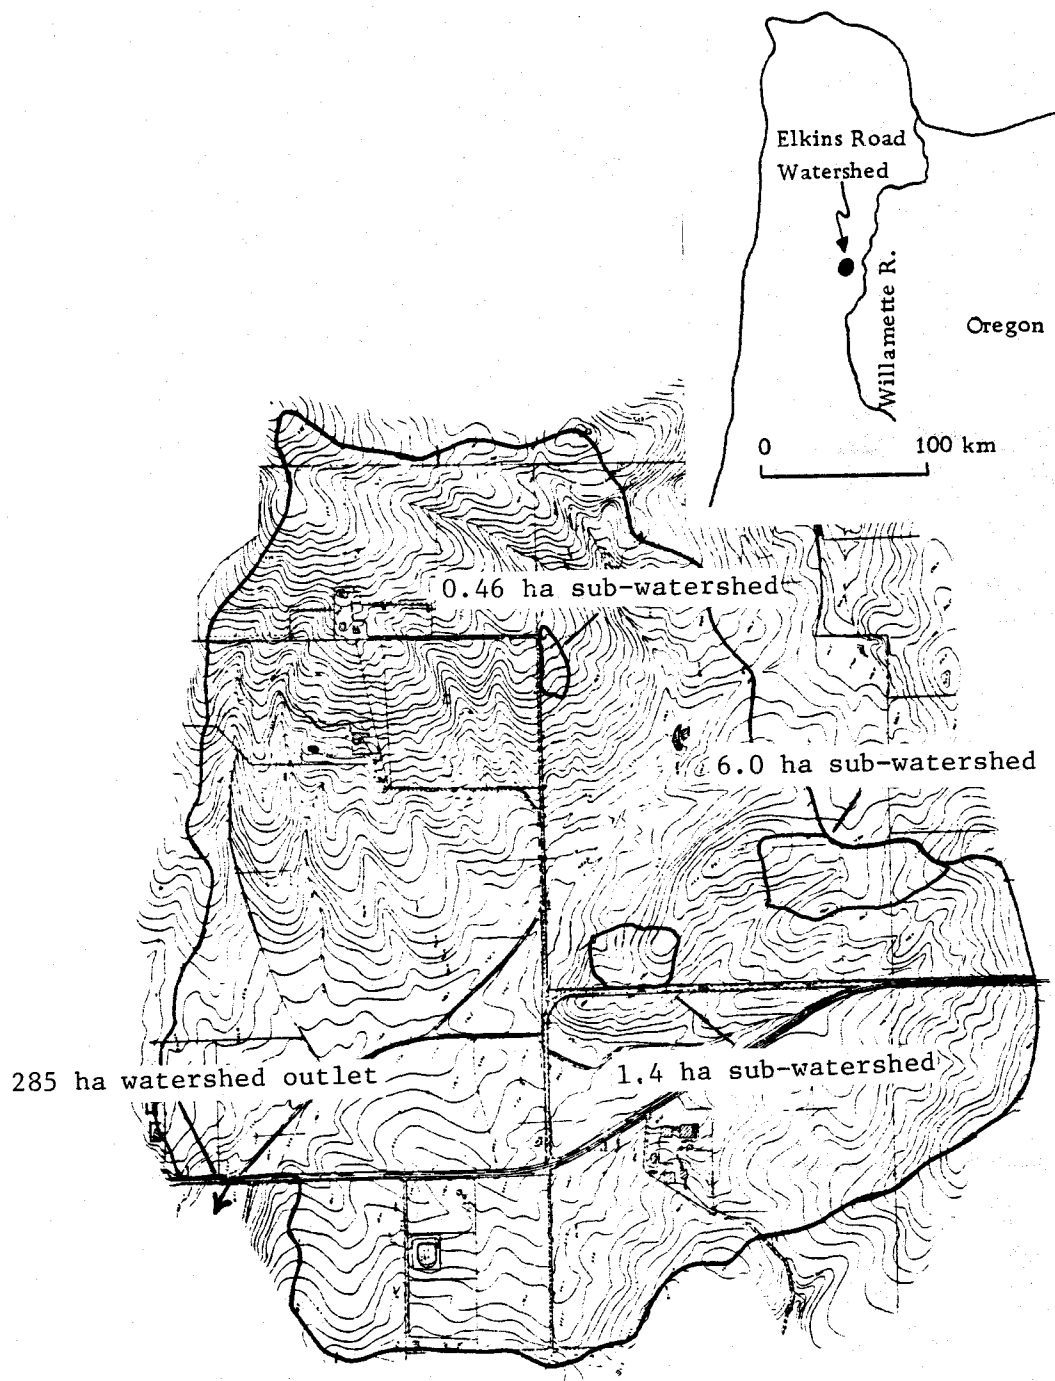 Elkins Road
Watershed
Willamette R.
Oregon
0 100 km
0.46 ha sub-watershed
6.0 ha sub-watershed
285 ha watershed outlet
1.4 ha sub-watershed